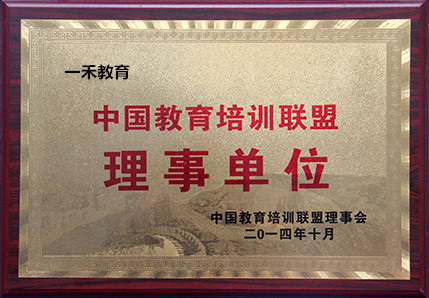 一禾教育
中国教育培训联盟
理事单位
中国教育培训联盟理事会
二0一四年十月